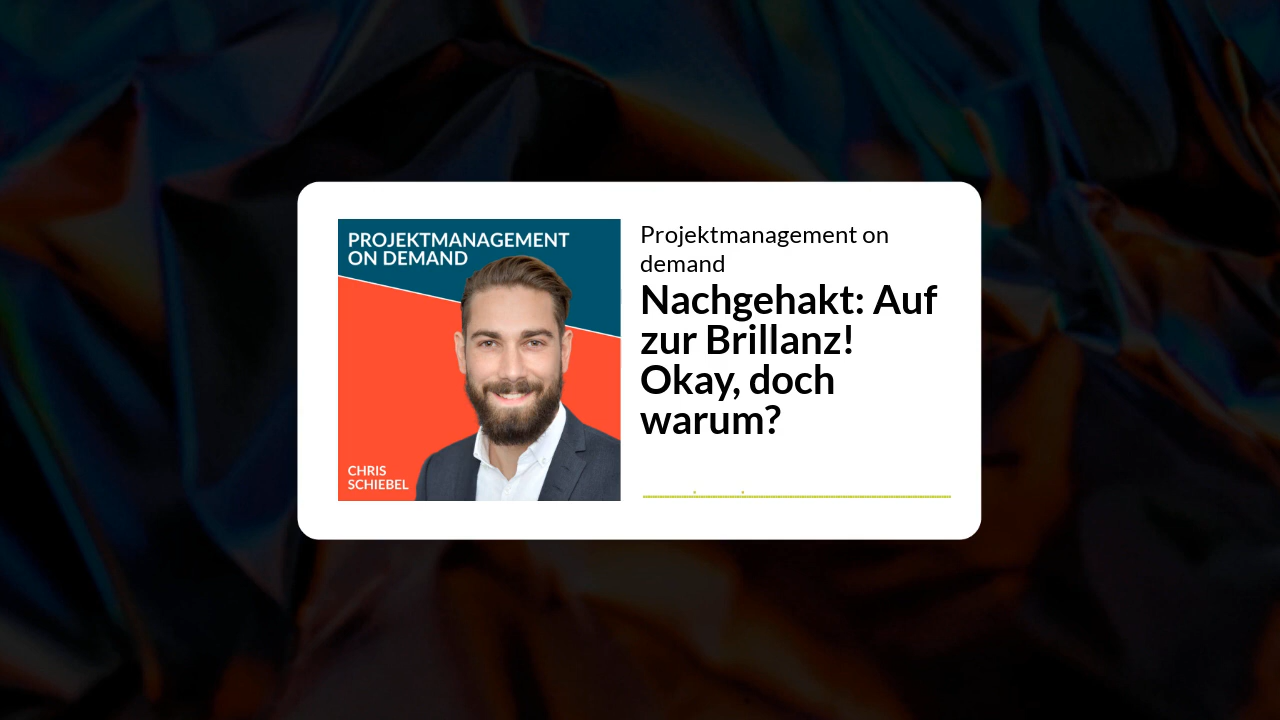 PROJEKTMANAGEMENT
ON DEMAND
CHRIS
SCHIEBEL
Projektmanagement on
demand
Nachgehakt: Auf
zur Brillanz!
Okay, doch
warum?